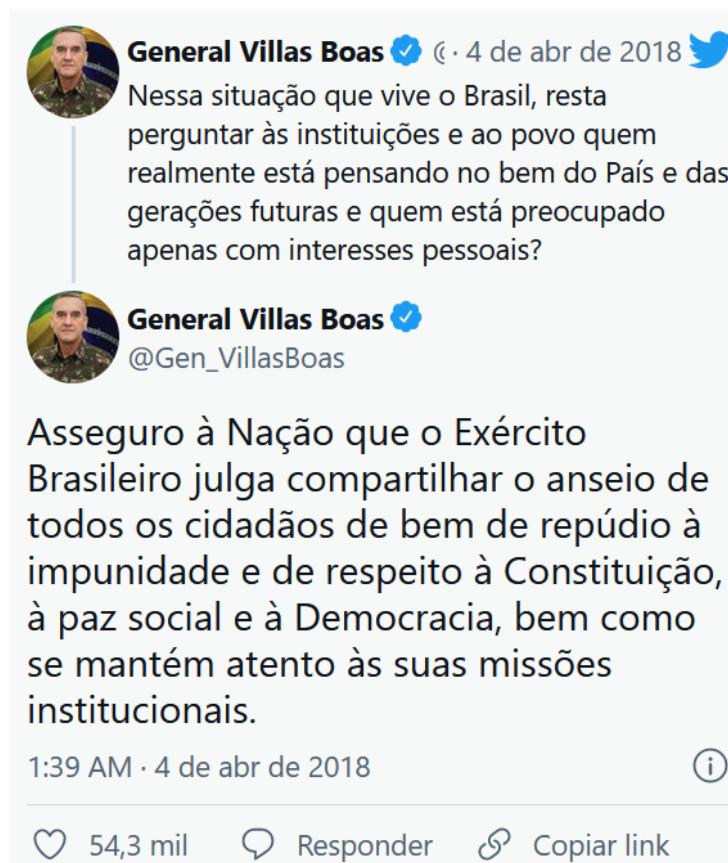 General Villas Boas · 4 de abr de 2018
Nessa situação que vive o Brasil, resta
perguntar às instituições e ao povo quem
realmente está pensando no bem do País e das
gerações futuras e quem está preocupado
apenas com interesses pessoais?
General Villas Boas
@Gen_VillasBoas
Asseguro à Nação que o Exército
Brasileiro julga compartilhar o anseio de
todos os cidadãos de bem de repúdio à
impunidade e de respeito à Constituição,
à paz social e à Democracia, bem como
se mantém atento às suas missões
institucionais.
1:39 AM · 4 de abr de 2018
54,3 mil Responder Copiar link